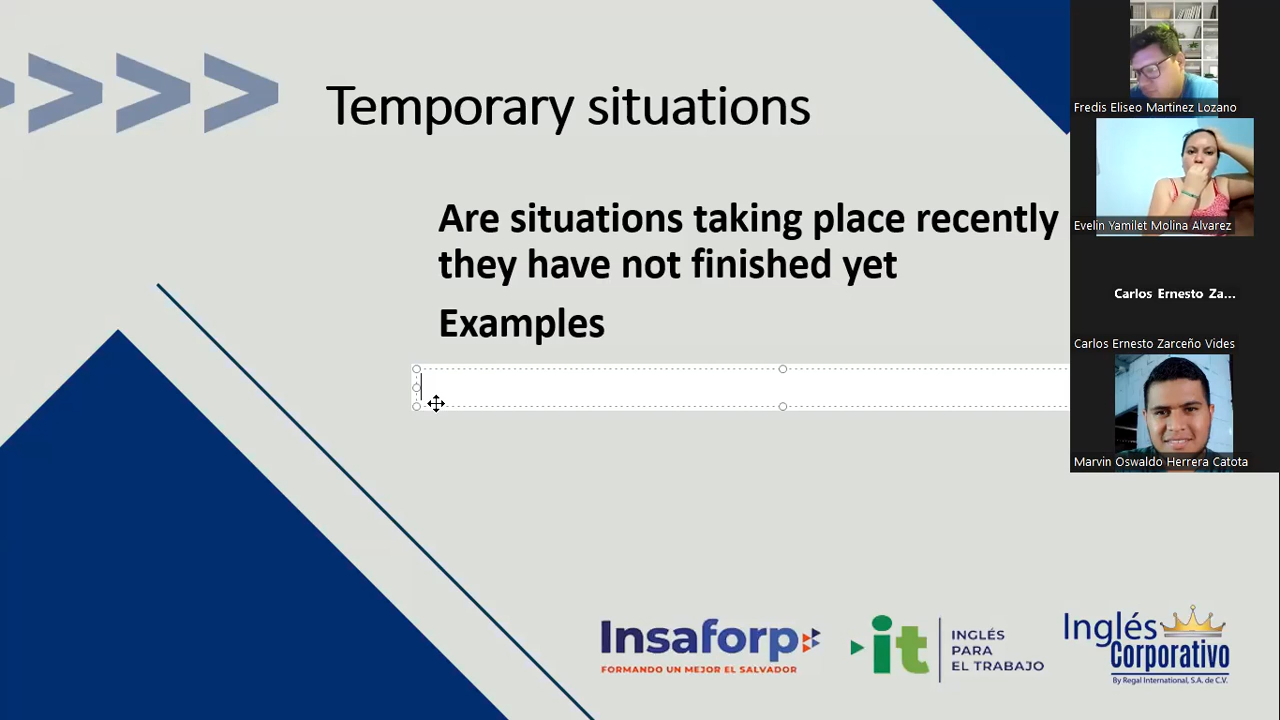 Temporary situations
Are situations taking place recently
they have not finished yet
Examples
Fredis Eliseo Martinez Lozano
Evelin Yamilet Molina Alvarez
Carlos Ernesto Za...
Carlos Ernesto Zarceño Vides
Marvin Oswaldo Herrera Catota
Insaforp
FORMANDO UN MEJOR EL SALVADOR
it
INGLÉS
PARA
EL TRABAJO
Inglés
Corporativo
By Regal International, S.A. de C.V.